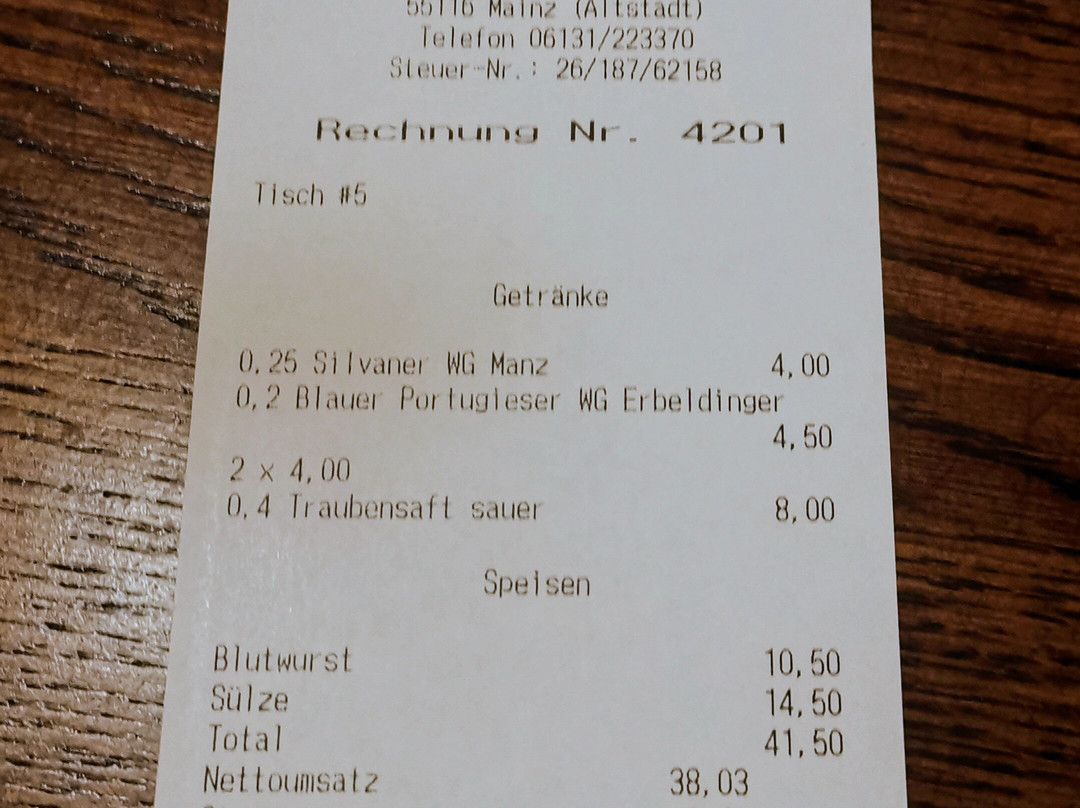 55116 Mainz (Altstadt)
Telefon 06131/223370
Steuer-Nr.: 26/187/62158
Rechnung Nr. 4201
Tisch #5
Getränke
0,25 Silvaner WG Manz 4,00
0,2 Blauer Portugieser WG Erbeldinger
4,50
2 x 4,00
0,4 Traubensaft sauer 8,00
Speisen
Blutwurst 10,50
Sülze 14,50
Total 41,50
Nettoumsatz 38,03